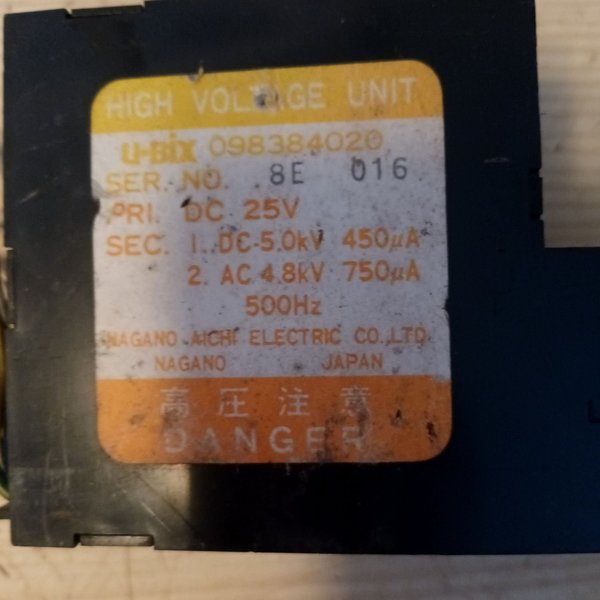 HIGH VOLTAGE UNIT
U-BIX 098384020
SER. NO. 8E 016
PRI. DC 25V
SEC. 1. DC-5.0kV 450μA
2. AC 4.8kV 750μA
500Hz
NAGANO AICHI ELECTRIC CO.,LTD.
NAGANO JAPAN
高圧注意
DANGER